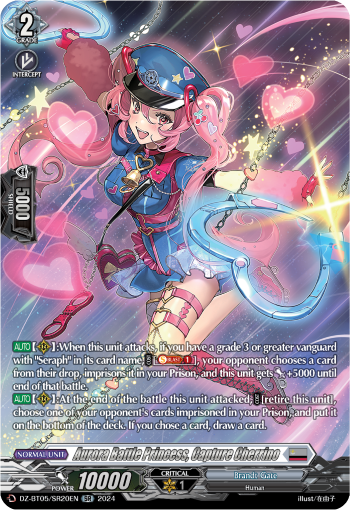 2
GRADE
INTERCEPT
5000
SHIELD
AUTO [ ]:When this unit attacks, if you have a grade 3 or greater vanguard
with "Seraph" in its card name, [ 1 ], your opponent chooses a card
from their drop, imprisons it in your Prison, and this unit gets +5000 until
end of that battle.
AUTO [ ]:At the end of the battle this unit attacked, [retire this unit],
choose one of your opponent's cards imprisoned in your Prison, and put it
on the bottom of the deck. If you chose a card, draw a card.
NORMAL UNIT
Aurora Battle Princess, Capture Cherrino
POWER
10000
CRITICAL
1
Brandt Gate
Human
DZ-BT05/SR20EN SR 2024
illust/在由子